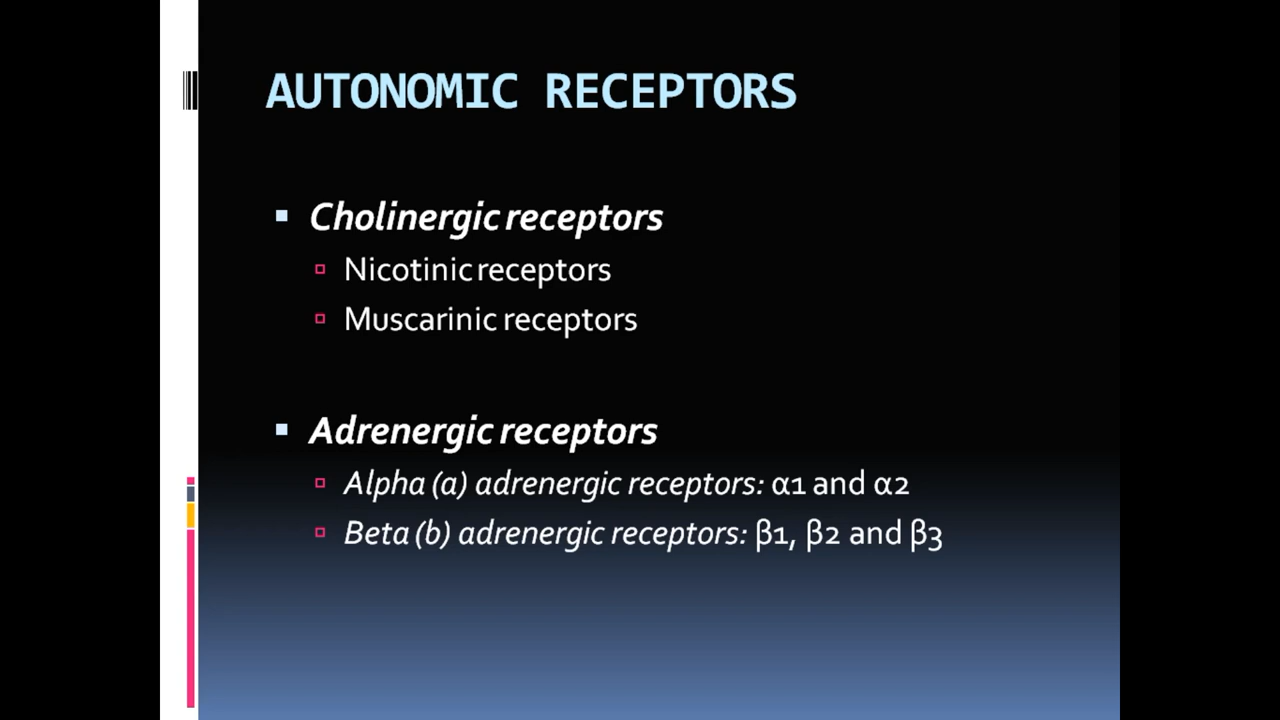 AUTONOMIC RECEPTORS
▪ Cholinergic receptors
▫ Nicotinic receptors
▫ Muscarinic receptors
▪ Adrenergic receptors
▫ Alpha (a) adrenergic receptors: α1 and α2
▫ Beta (b) adrenergic receptors: β1, β2 and β3